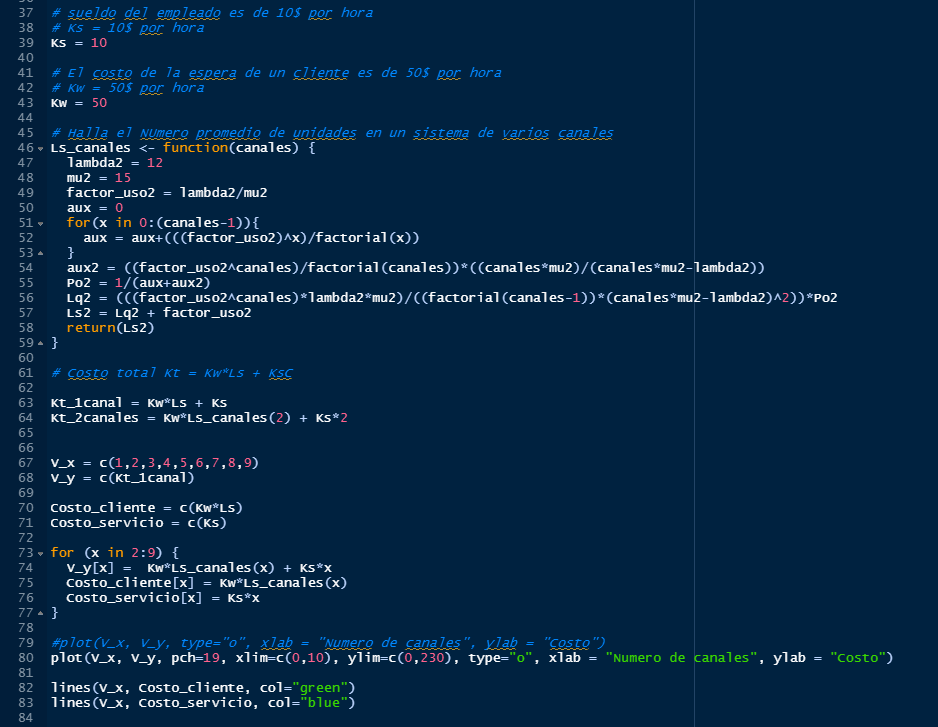 37 # sueldo del empleado es de 10$ por hora
38 # Ks = 10$ por hora
39 Ks = 10
40
41 # El costo de la espera de un cliente es de 50$ por hora
42 # Kw = 50$ por hora
43 Kw = 50
44
45 # Halla el NUmero promedio de unidades en un sistema de varios canales
46 Ls_canales <- function(canales) {
47   lambda2 = 12
48   mu2 = 15
49   factor_uso2 = lambda2/mu2
50   aux = 0
51   for(x in 0:(canales-1)){
52     aux = aux+(((factor_uso2)^x)/factorial(x))
53   }
54   aux2 = ((factor_uso2^canales)/factorial(canales))*((canales*mu2)/(canales*mu2-lambda2))
55   Po2 = 1/(aux+aux2)
56   Lq2 = (((factor_uso2^canales)*lambda2*mu2)/((factorial(canales-1))*(canales*mu2-lambda2)^2))*Po2
57   Ls2 = Lq2 + factor_uso2
58   return(Ls2)
59 }
60
61 # Costo total Kt = Kw*Ls + KsC
62
63 Kt_1canal = Kw*Ls + Ks
64 Kt_2canales = Kw*Ls_canales(2) + Ks*2
65
66
67 V_x = c(1,2,3,4,5,6,7,8,9)
68 V_y = c(Kt_1canal)
69
70 Costo_cliente = c(Kw*Ls)
71 Costo_servicio = c(Ks)
72
73 for (x in 2:9) {
74   V_y[x] =  Kw*Ls_canales(x) + Ks*x
75   Costo_cliente[x] = Kw*Ls_canales(x)
76   Costo_servicio[x] = Ks*x
77 }
78
79 #plot(V_x, V_y, type="o", xlab = "Numero de canales", ylab = "Costo")
80 plot(V_x, V_y, pch=19, xlim=c(0,10), ylim=c(0,230), type="o", xlab = "Numero de canales", ylab = "Costo")
81
82 lines(V_x, Costo_cliente, col="green")
83 lines(V_x, Costo_servicio, col="blue")
84